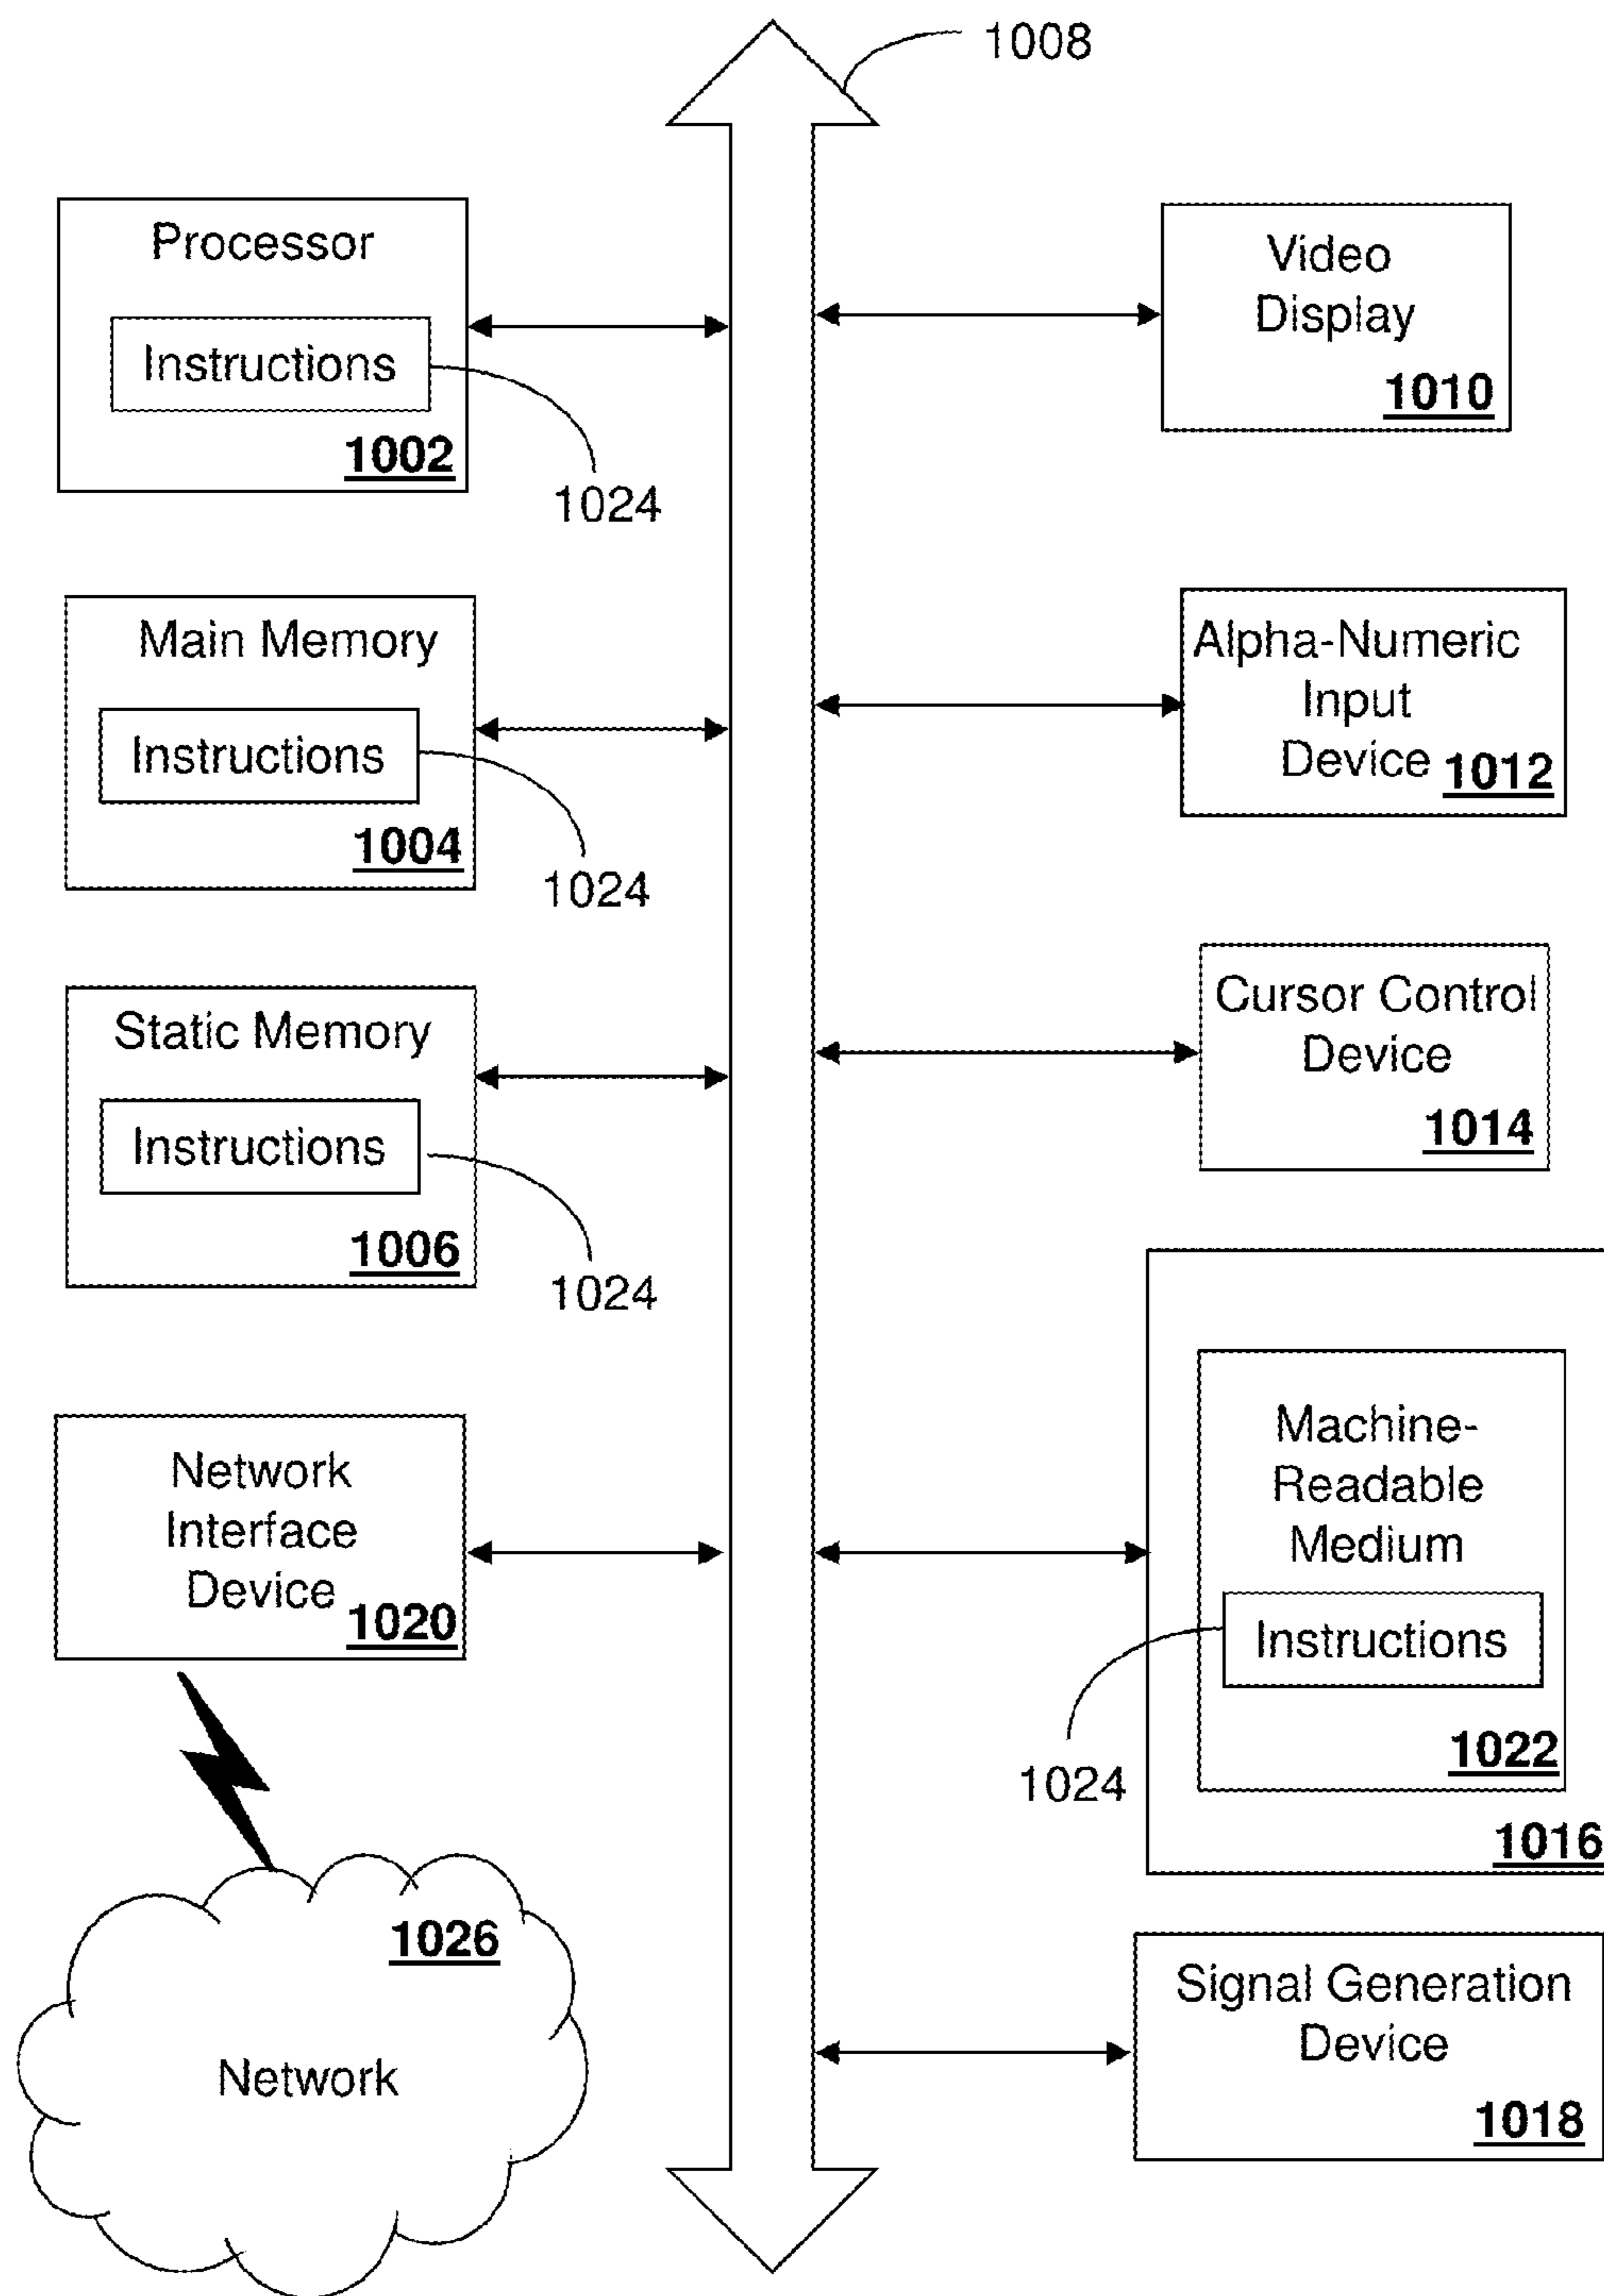 1008
Processor
Instructions
1002
1024
Main Memory
Instructions
1004
1024
Static Memory
Instructions
1006
1024
Network
Interface
Device
1020
1026
Network
Video
Display
1010
Alpha-Numeric
Input
Device
1012
Cursor Control
Device
1014
Machine-
Readable
Medium
Instructions
1022
1024
1016
Signal Generation
Device
1018